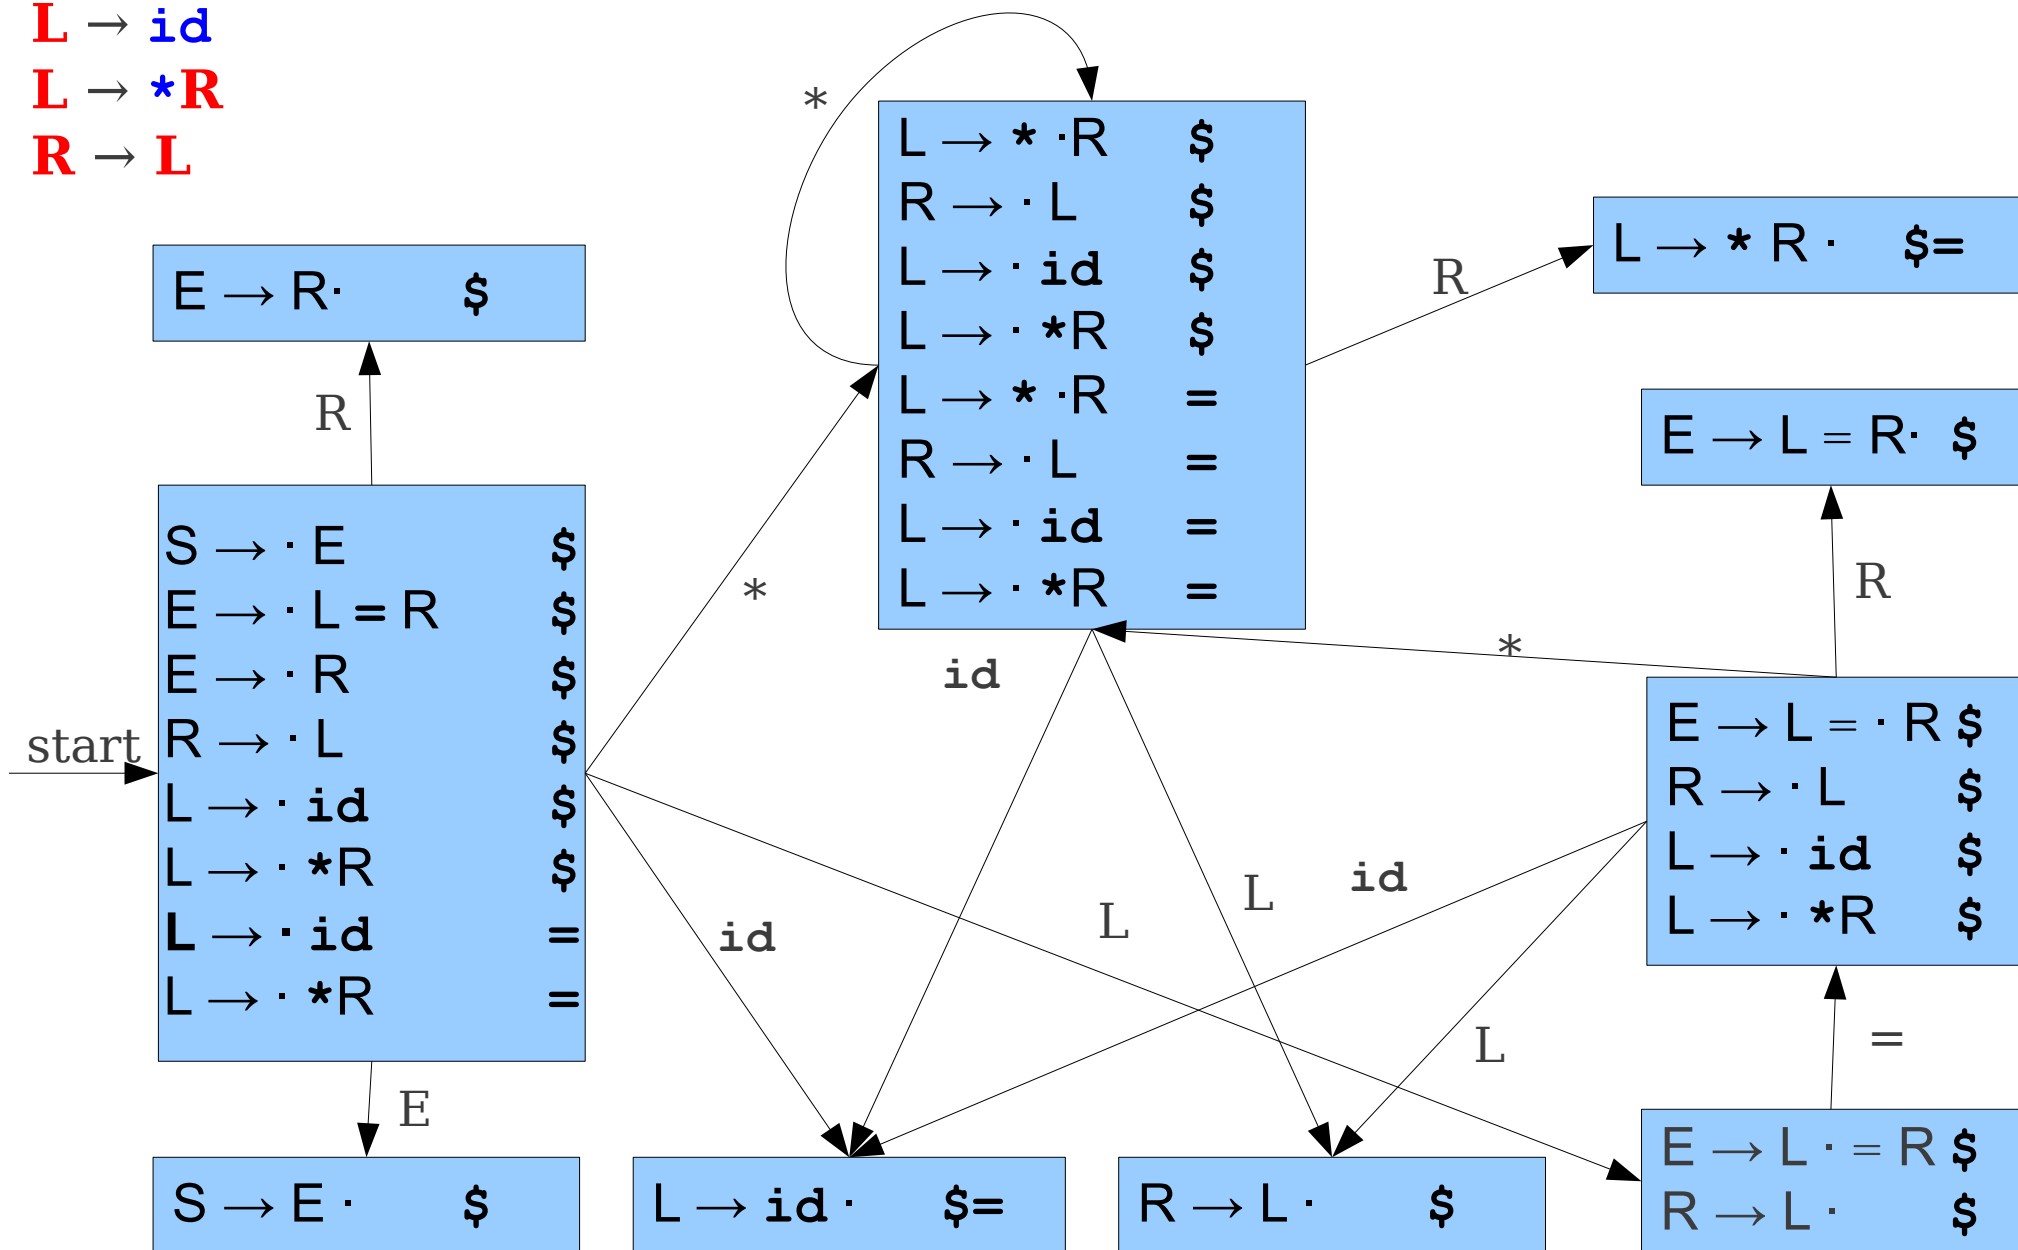 L → id
L → *R
R → L
*
L → * ·R $
R → · L $
L → · id $
L → · *R $
L → * ·R =
R → · L =
L → · id =
L → · *R =
R
L → * R · $=
E → R· $
R
E → L = R· $
R
S → · E $
E → · L = R $
E → · R $
R → · L $
L → · id $
L → · *R $
L → · id =
L → · *R =
start
*
id
*
E → L = · R $
R → · L $
L → · id $
L → · *R $
id
L
L
id
L
=
E
S → E · $
L → id · $=
R → L · $
E → L · = R $
R → L · $